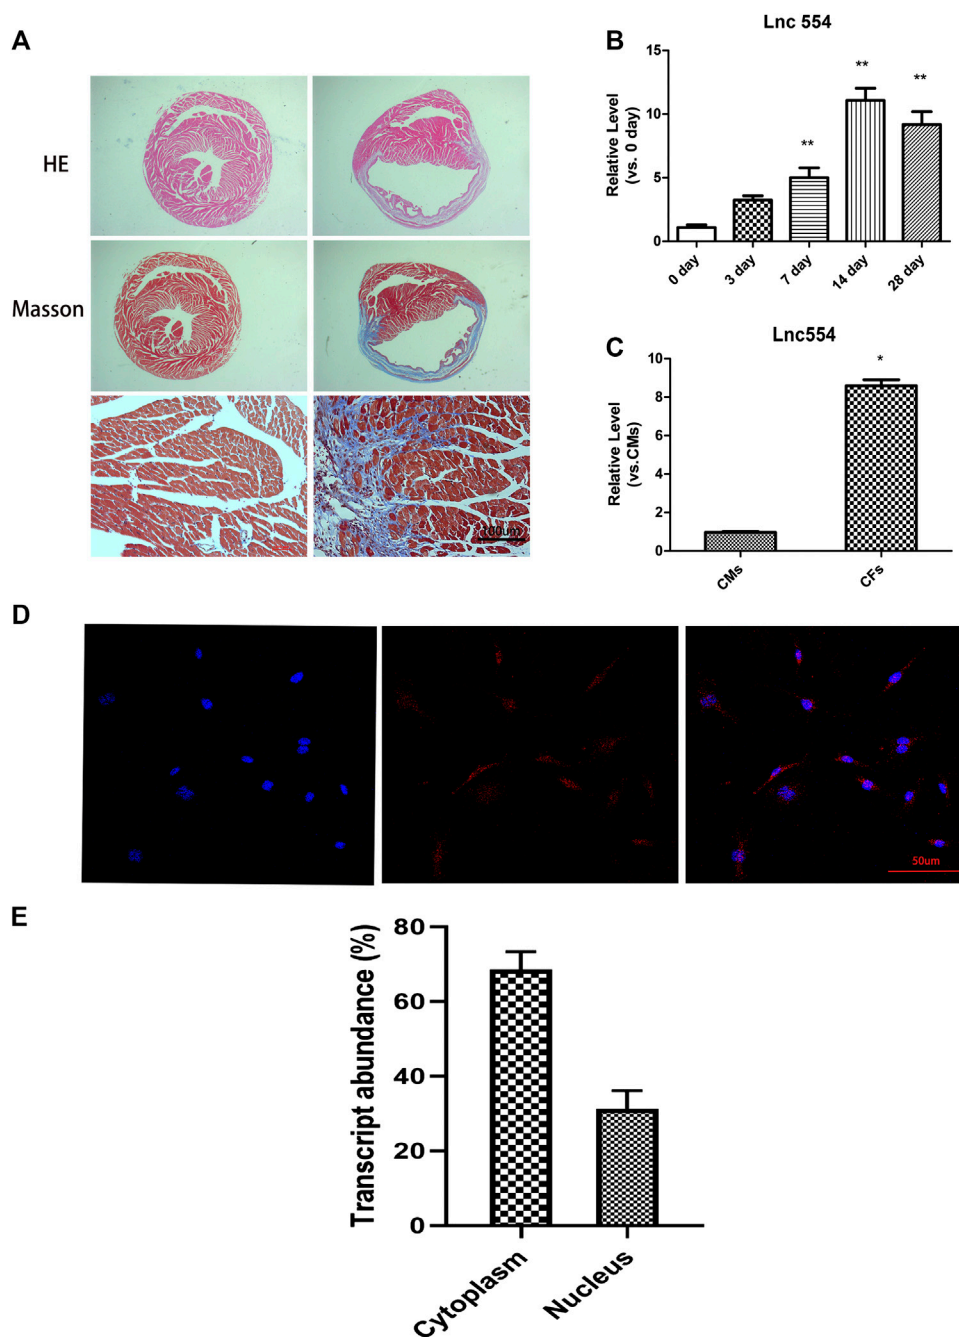 A
HE
Masson
100um
B
Lnc 554
Relative Level
(vs. 0 day)
15
10
5
0
**
**
**
0 day
3 day
7 day
14 day
28 day
C
Lnc554
Relative Level
(vs.CMs)
10
8
6
4
2
0
*
CMs
CFs
D
50um
E
Transcript abundance (%)
80
60
40
20
0
Cytoplasm
Nucleus